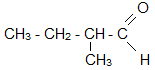 O
CH₃ - CH₂ - CH - C
CH₃ H